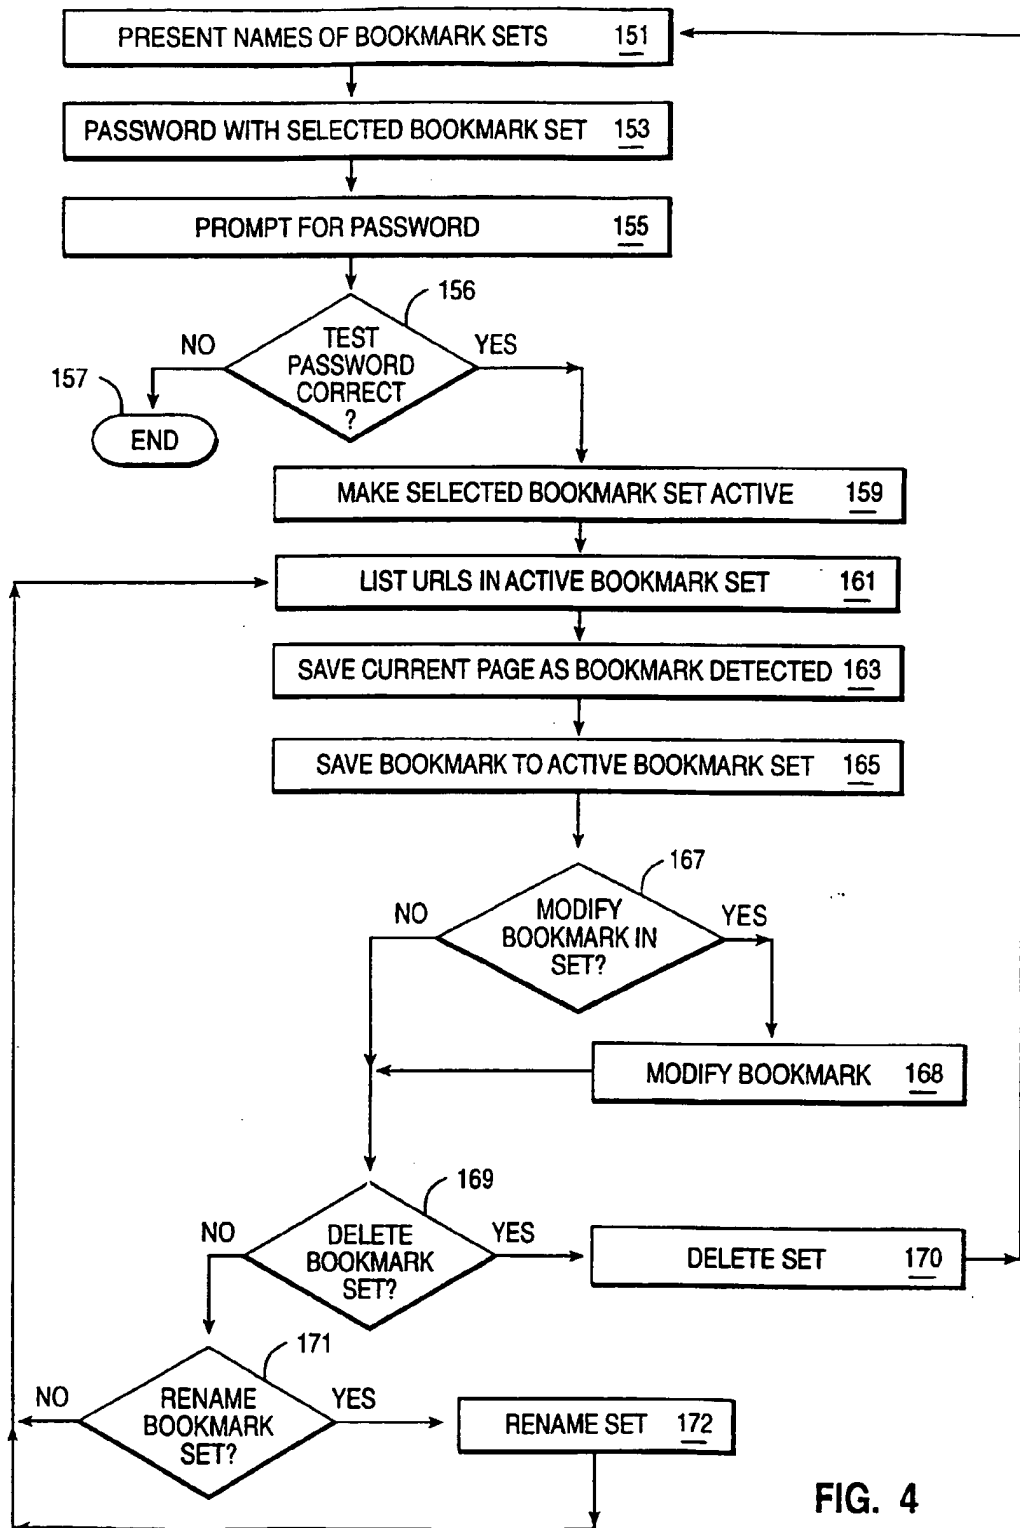 PRESENT NAMES OF BOOKMARK SETS 151
PASSWORD WITH SELECTED BOOKMARK SET 153
PROMPT FOR PASSWORD 155
156
NO
TEST
PASSWORD
CORRECT
?
YES
157
END
MAKE SELECTED BOOKMARK SET ACTIVE 159
LIST URLS IN ACTIVE BOOKMARK SET 161
SAVE CURRENT PAGE AS BOOKMARK DETECTED 163
SAVE BOOKMARK TO ACTIVE BOOKMARK SET 165
167
NO
MODIFY
BOOKMARK IN
SET?
YES
MODIFY BOOKMARK 168
169
NO
DELETE
BOOKMARK
SET?
YES
DELETE SET 170
171
NO
RENAME
BOOKMARK
SET?
YES
RENAME SET 172
FIG. 4